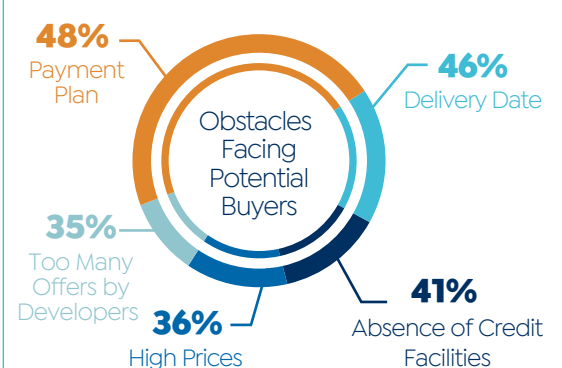 48%
Payment
Plan
46%
Delivery Date
Obstacles
Facing
Potential
Buyers
35%
Too Many
Offers by
Developers
36%
High Prices
41%
Absence of Credit
Facilities